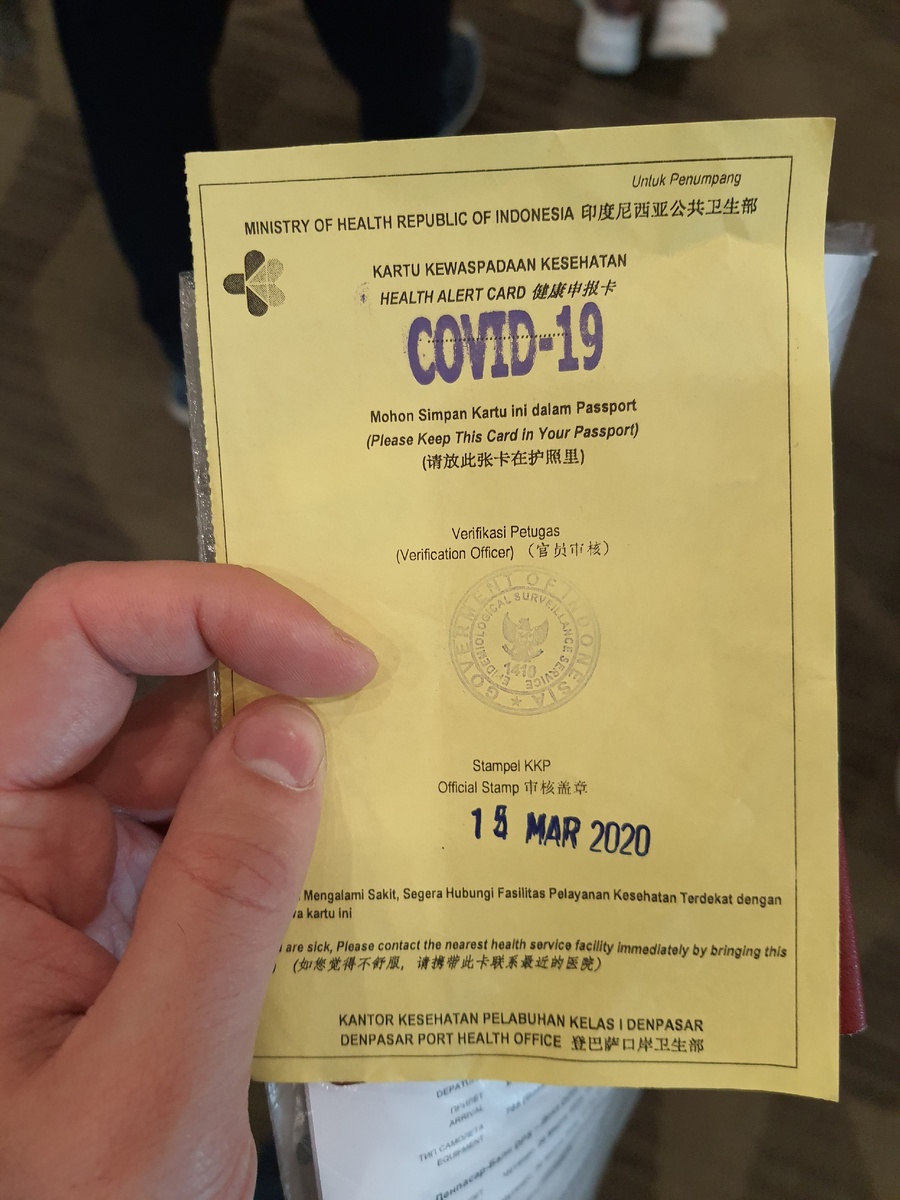 Untuk Penumpang
MINISTRY OF HEALTH REPUBLIC OF INDONESIA 印度尼西亚公共卫生部
KARTU KEWASPADAAN KESEHATAN
HEALTH ALERT CARD 健康申报卡
COVID-19
Mohon Simpan Kartu ini dalam Passport
(Please Keep This Card in Your Passport)
(请放此张卡在护照里)
Verifikasi Petugas
(Verification Officer) (官员审核)
GOVERNMENT OF INDONESIA
EPIDEMIOLOGICAL SURVEILLANCE SERVICE
1410
Stampel KKP
Official Stamp 审核盖章
15 MAR 2020
Mengalami Sakit, Segera Hubungi Fasilitas Pelayanan Kesehatan Terdekat dengan
kartu ini
are sick, Please contact the nearest health service facility immediately by bringing this
(如您觉得不舒服，请携带此卡联系最近的医院)
KANTOR KESEHATAN PELABUHAN KELAS I DENPASAR
DENPASAR PORT HEALTH OFFICE 登巴萨口岸卫生部
ПРИЛЕТ
ARRIVAL
ТИП САМОЛЕТА
EQUIPMENT